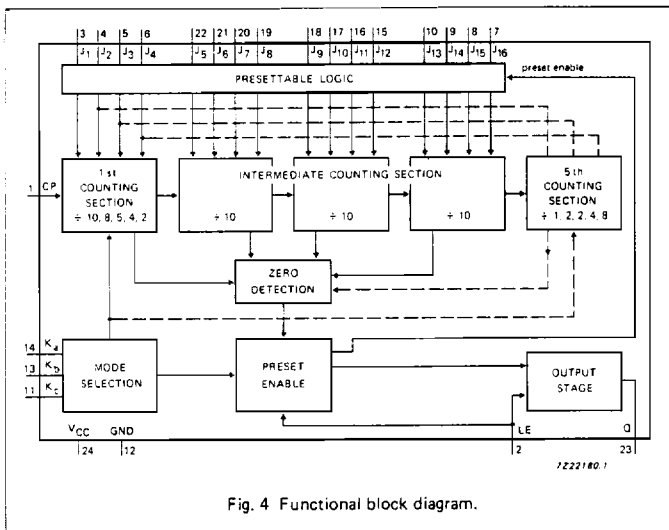 3 4 5 6 22 21 20 19 18 17 16 15 10 9 8 7
J1 J2 J3 J4 J5 J6 J7 J8 J9 J10 J11 J12 J13 J14 J15 J16
preset enable
PRESETTABLE LOGIC
1 CP
1st
COUNTING
SECTION
÷ 10, 8, 5, 4, 2
INTERMEDIATE COUNTING SECTION
÷ 10
÷ 10
÷ 10
5th
COUNTING
SECTION
÷ 1, 2, 2, 4, 8
ZERO
DETECTION
14 Ka
13 Kb
11 Kc
MODE
SELECTION
PRESET
ENABLE
OUTPUT
STAGE
VCC GND
24 12
LE Q
2 23
7Z22180.1
Fig. 4 Functional block diagram.